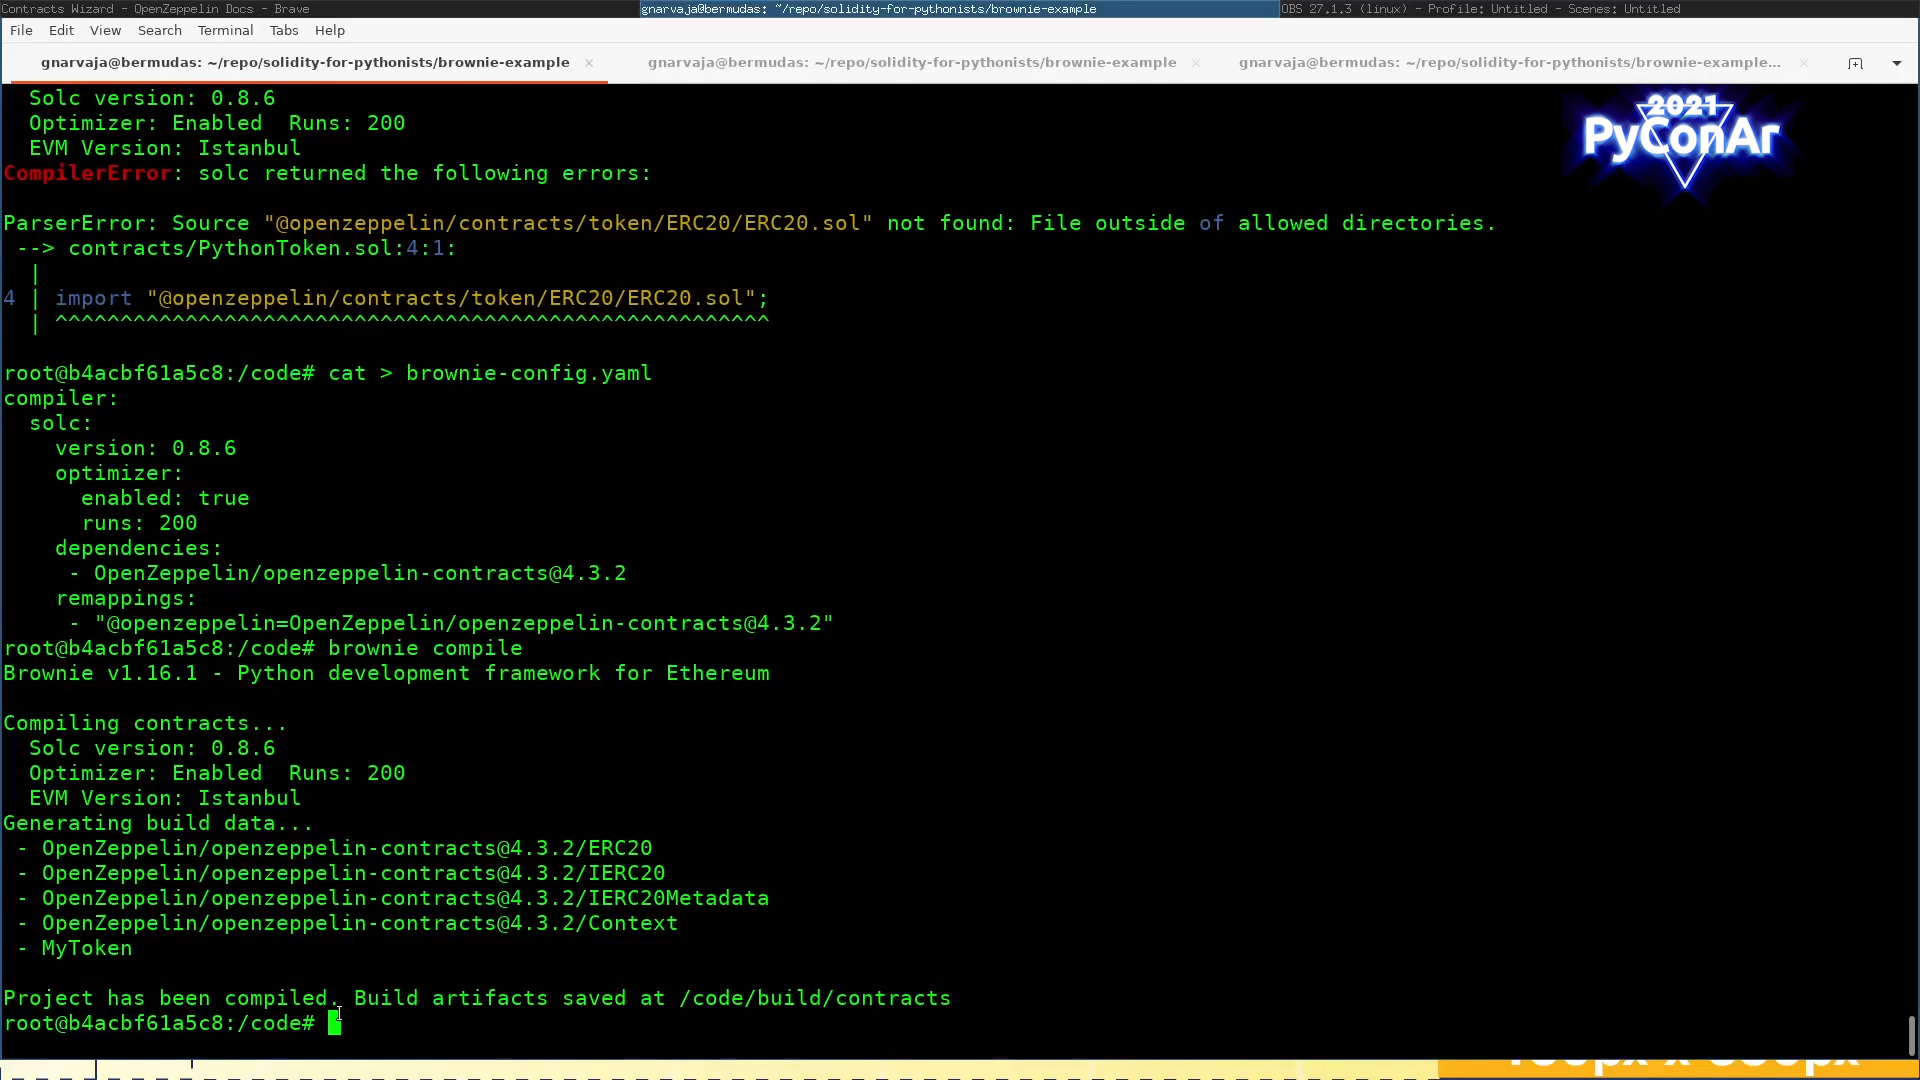 Contracts Wizard - OpenZeppelin Docs - Brave
gnarvaja@bermudas: ~/repo/solidity-for-pythonists/brownie-example
OBS 27.1.3 (linux) - Profile: Untitled - Scenes: Untitled
File Edit View Search Terminal Tabs Help
gnarvaja@bermudas: ~/repo/solidity-for-pythonists/brownie-example ×
gnarvaja@bermudas: ~/repo/solidity-for-pythonists/brownie-example ×
gnarvaja@bermudas: ~/repo/solidity-for-pythonists/brownie-example... ×
2021
PyConAr
Solc version: 0.8.6
Optimizer: Enabled  Runs: 200
EVM Version: Istanbul
CompilerError: solc returned the following errors:
ParserError: Source "@openzeppelin/contracts/token/ERC20/ERC20.sol" not found: File outside of allowed directories.
--> contracts/PythonToken.sol:4:1:
|
4 | import "@openzeppelin/contracts/token/ERC20/ERC20.sol";
| ^^^^^^^^^^^^^^^^^^^^^^^^^^^^^^^^^^^^^^^^^^^^^^^^^^^^^^^
root@b4acbf61a5c8:/code# cat > brownie-config.yaml
compiler:
solc:
version: 0.8.6
optimizer:
enabled: true
runs: 200
dependencies:
- OpenZeppelin/openzeppelin-contracts@4.3.2
remappings:
- "@openzeppelin=OpenZeppelin/openzeppelin-contracts@4.3.2"
root@b4acbf61a5c8:/code# brownie compile
Brownie v1.16.1 - Python development framework for Ethereum
Compiling contracts...
Solc version: 0.8.6
Optimizer: Enabled  Runs: 200
EVM Version: Istanbul
Generating build data...
- OpenZeppelin/openzeppelin-contracts@4.3.2/ERC20
- OpenZeppelin/openzeppelin-contracts@4.3.2/IERC20
- OpenZeppelin/openzeppelin-contracts@4.3.2/IERC20Metadata
- OpenZeppelin/openzeppelin-contracts@4.3.2/Context
- MyToken
Project has been compiled. Build artifacts saved at /code/build/contracts
root@b4acbf61a5c8:/code#